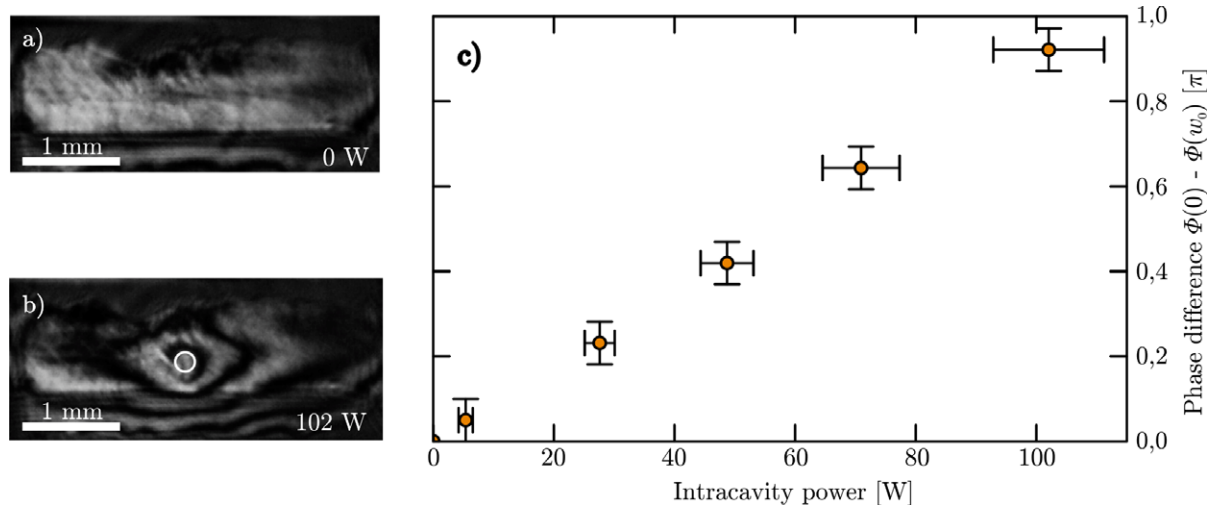 a)
1 mm
0 W
b)
1 mm
102 W
c)
1,0
0,8
0,6
0,4
0,2
0,0
Phase difference Φ(0) - Φ(w₀) [π]
0 20 40 60 80 100
Intracavity power [W]